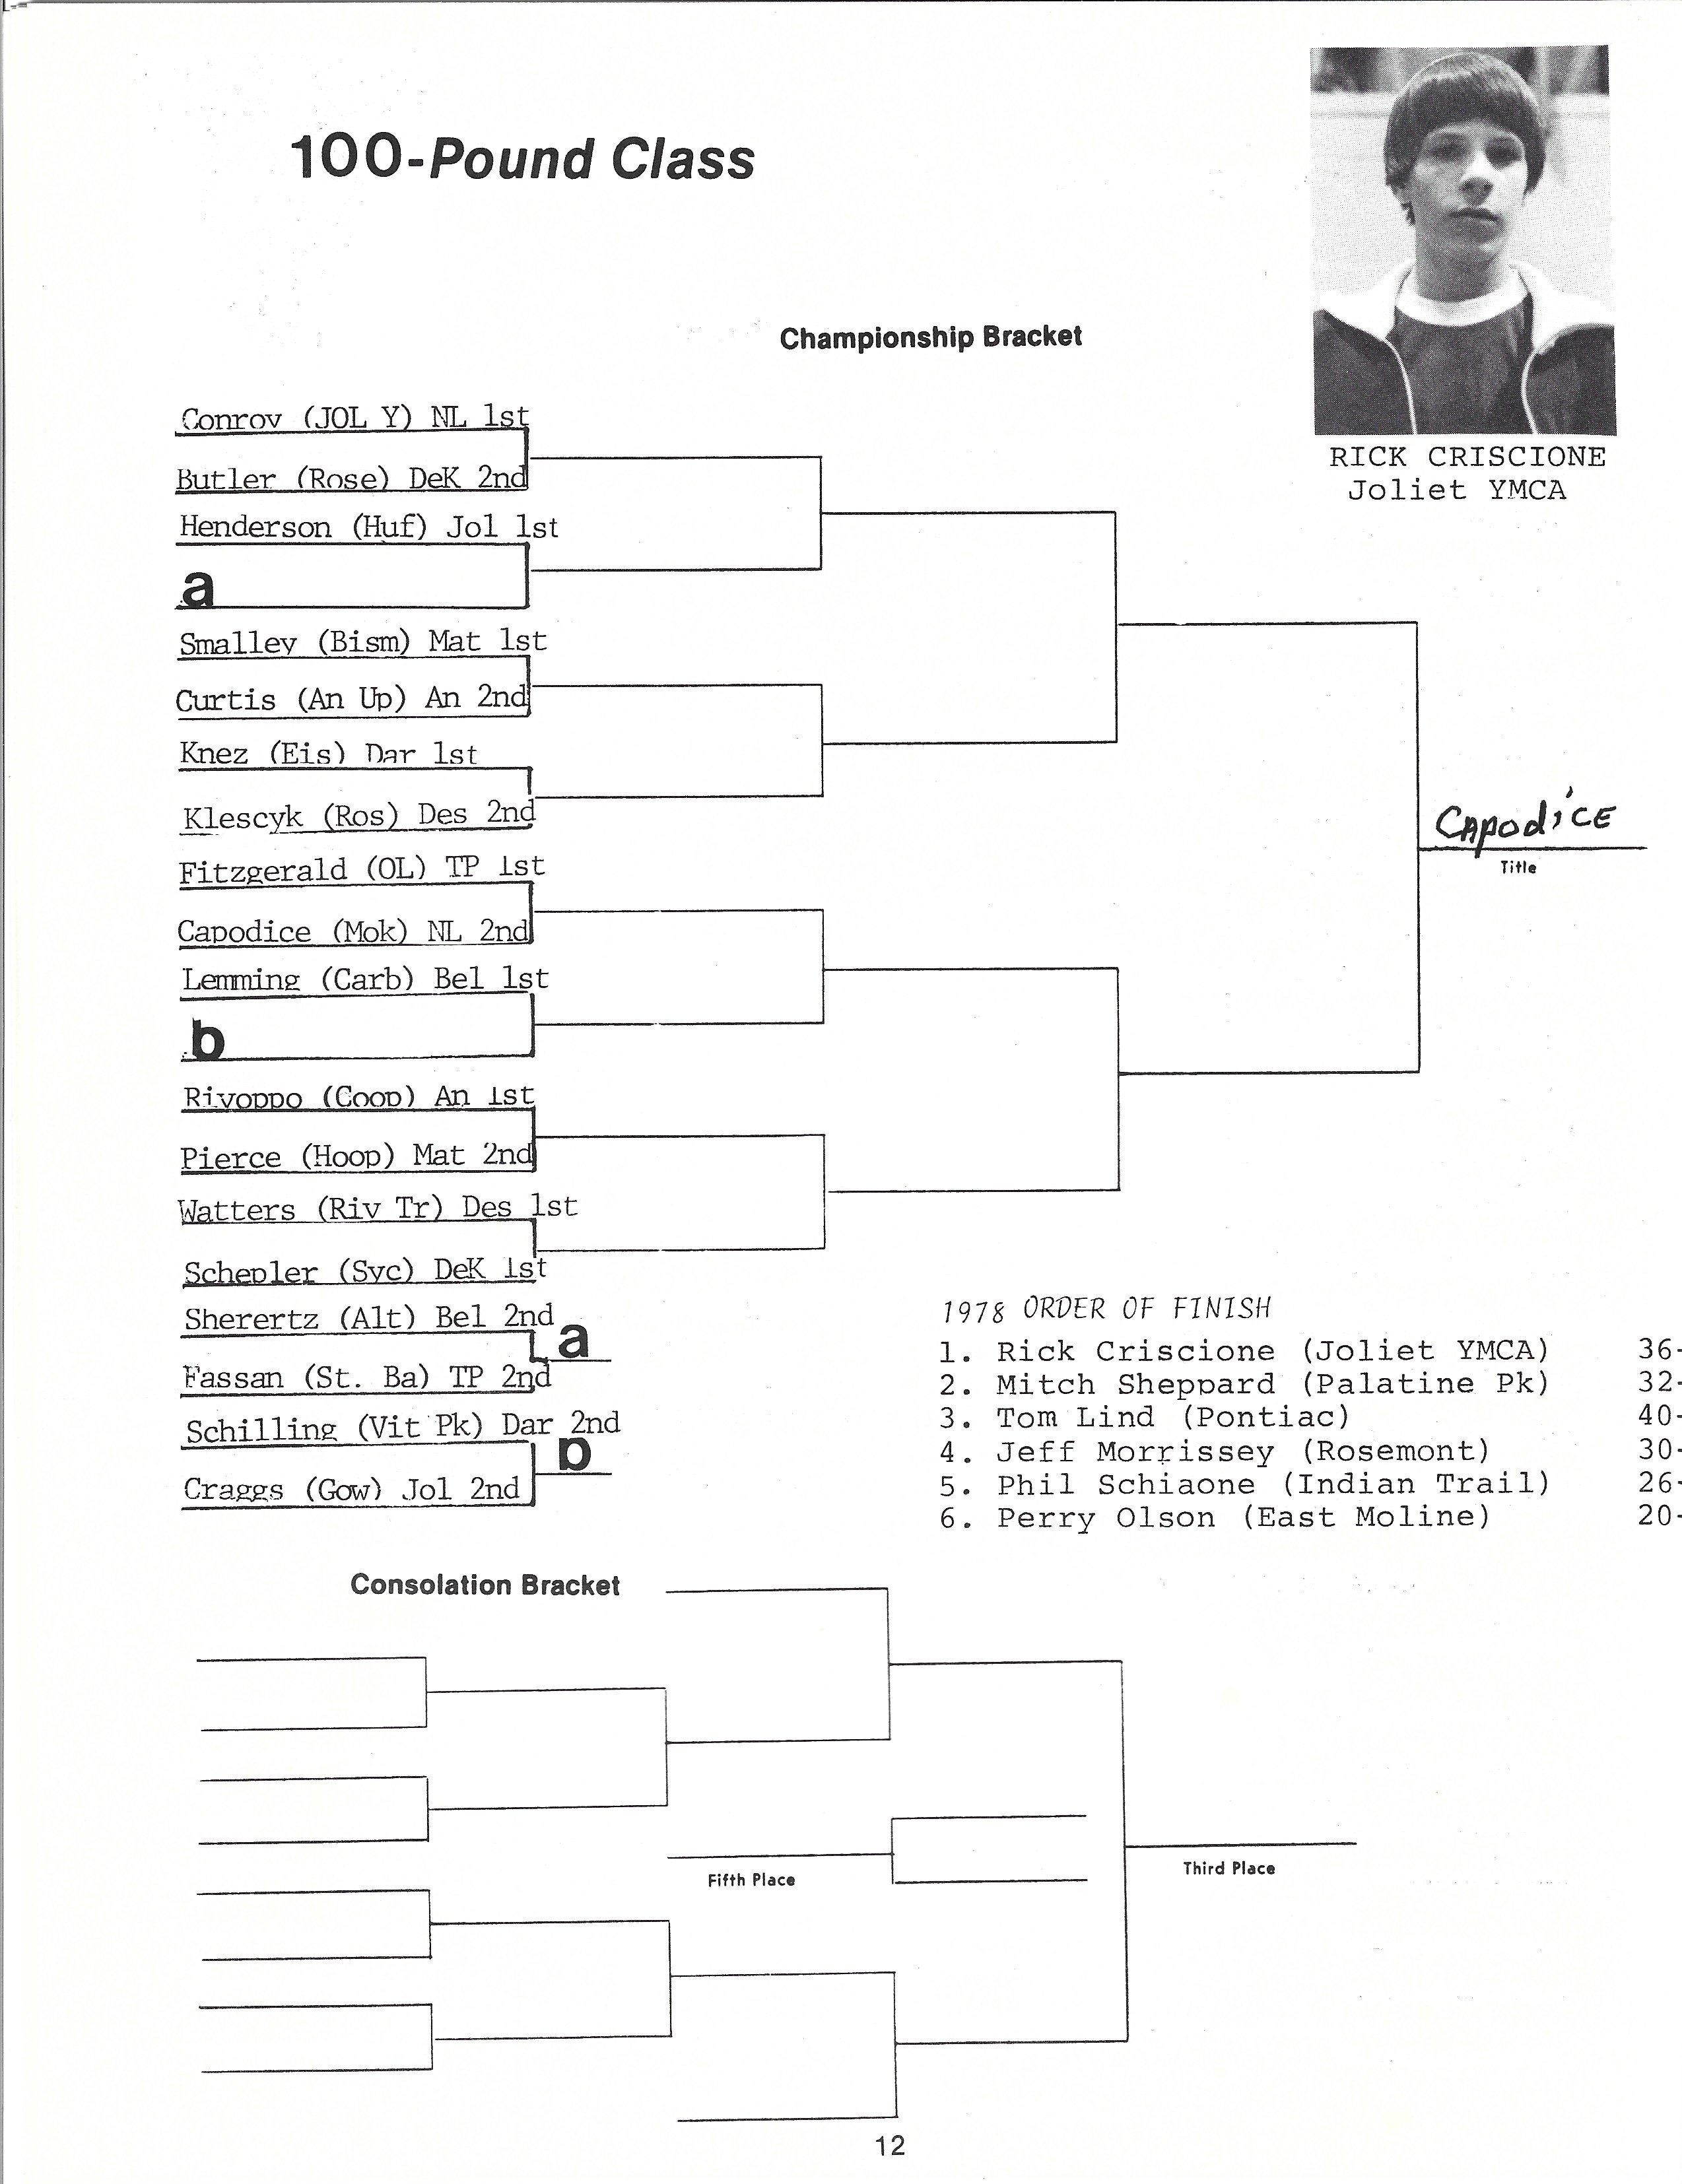 100-Pound Class
Championship Bracket
RICK CRISCIONE
Joliet YMCA
Conroy (JOL Y) NL 1st
Butler (Rose) DeK 2nd
Henderson (Huf) Jol 1st
a
Smalley (Bism) Mat 1st
Curtis (An Up) An 2nd
Knez (Eis) Dar 1st
Klescyk (Ros) Des 2nd
CAPODICE
Title
Fitzgerald (OL) TP 1st
Capodice (Mok) NL 2nd
Lemming (Carb) Bel 1st
b
Rivoppo (Coop) An 1st
Pierce (Hoop) Mat 2nd
Watters (Riv Tr) Des 1st
Schepler (Syc) DeK 1st
Sherertz (Alt) Bel 2nd
a
Fassan (St. Ba) TP 2nd
Schilling (Vit Pk) Dar 2nd
b
Craggs (Gow) Jol 2nd
1978 ORDER OF FINISH
1. Rick Criscione (Joliet YMCA) 36-
2. Mitch Sheppard (Palatine Pk) 32-
3. Tom Lind (Pontiac) 40-
4. Jeff Morrissey (Rosemont) 30-
5. Phil Schiaone (Indian Trail) 26-
6. Perry Olson (East Moline) 20-
Consolation Bracket
Fifth Place
Third Place
12